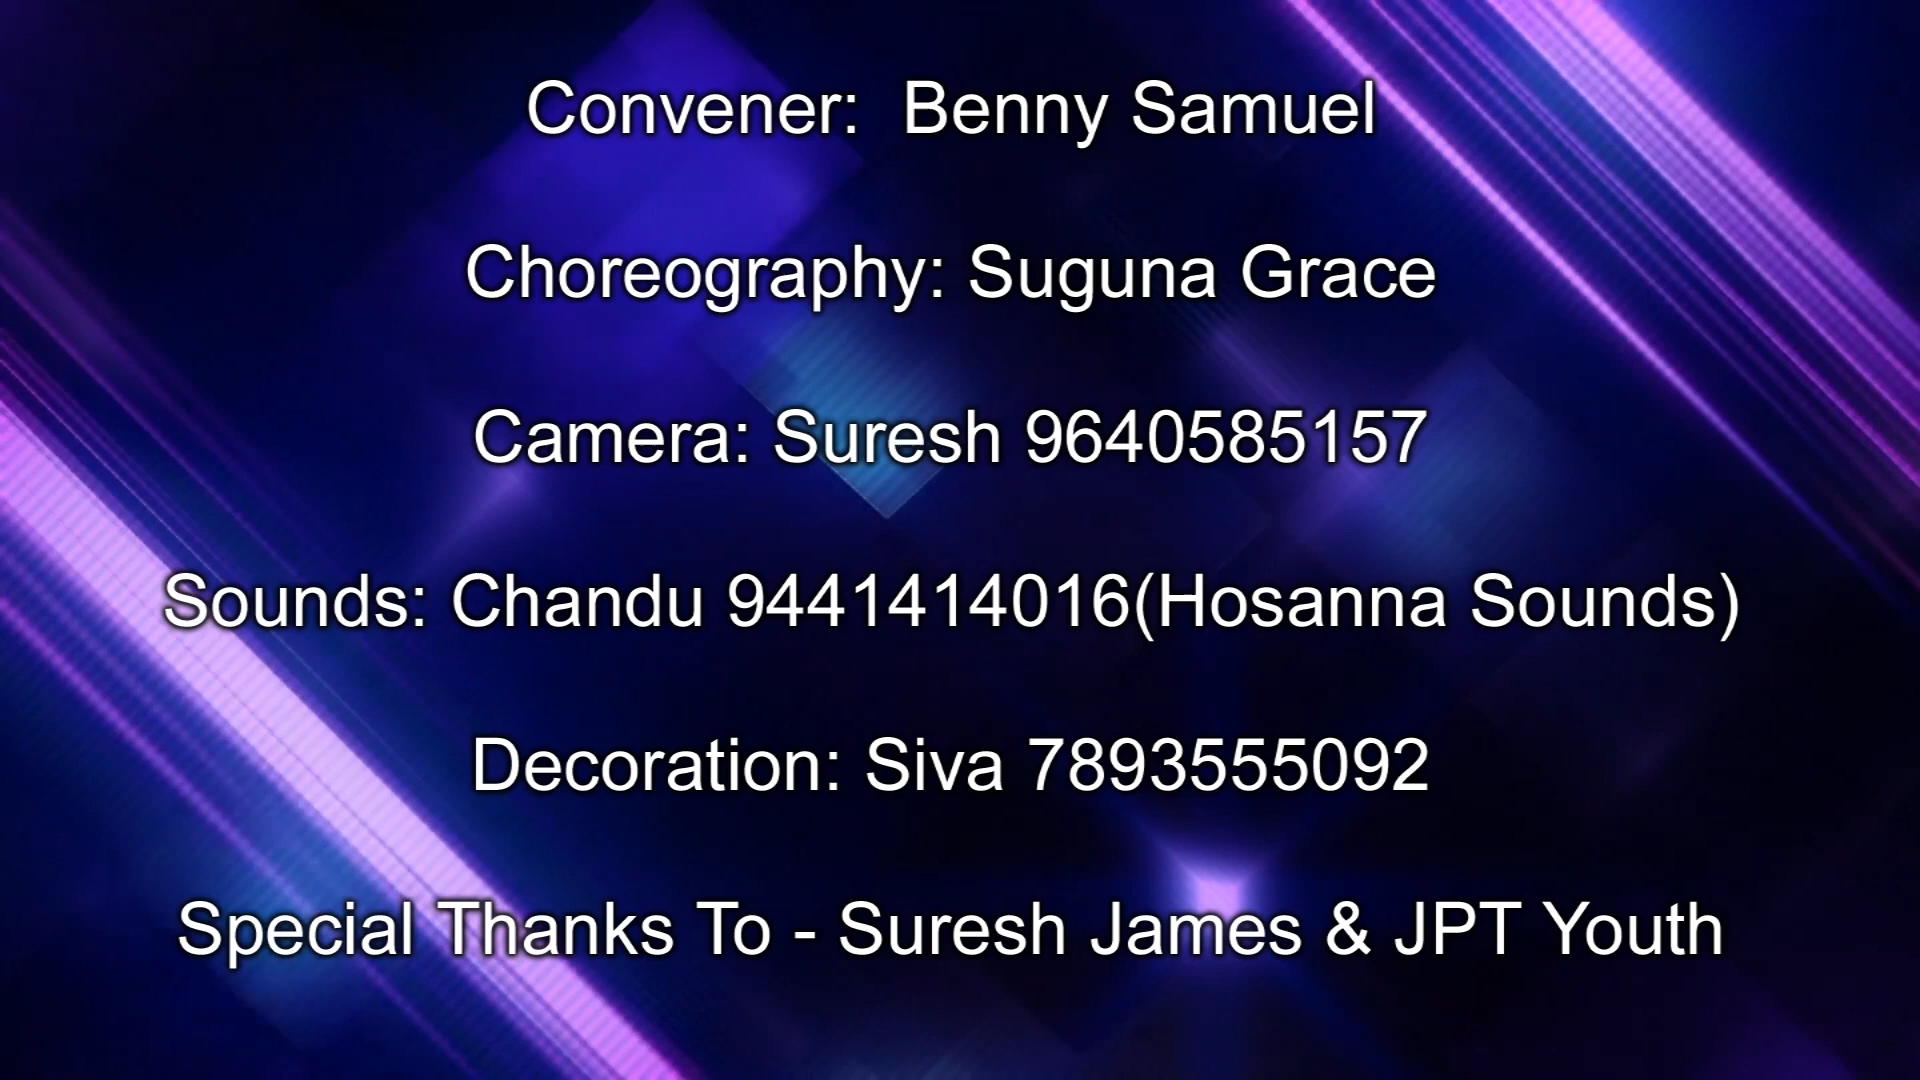 Convener:  Benny Samuel
Choreography: Suguna Grace
Camera: Suresh 9640585157
Sounds: Chandu 9441414016(Hosanna Sounds)
Decoration: Siva 7893555092
Special Thanks To - Suresh James & JPT Youth